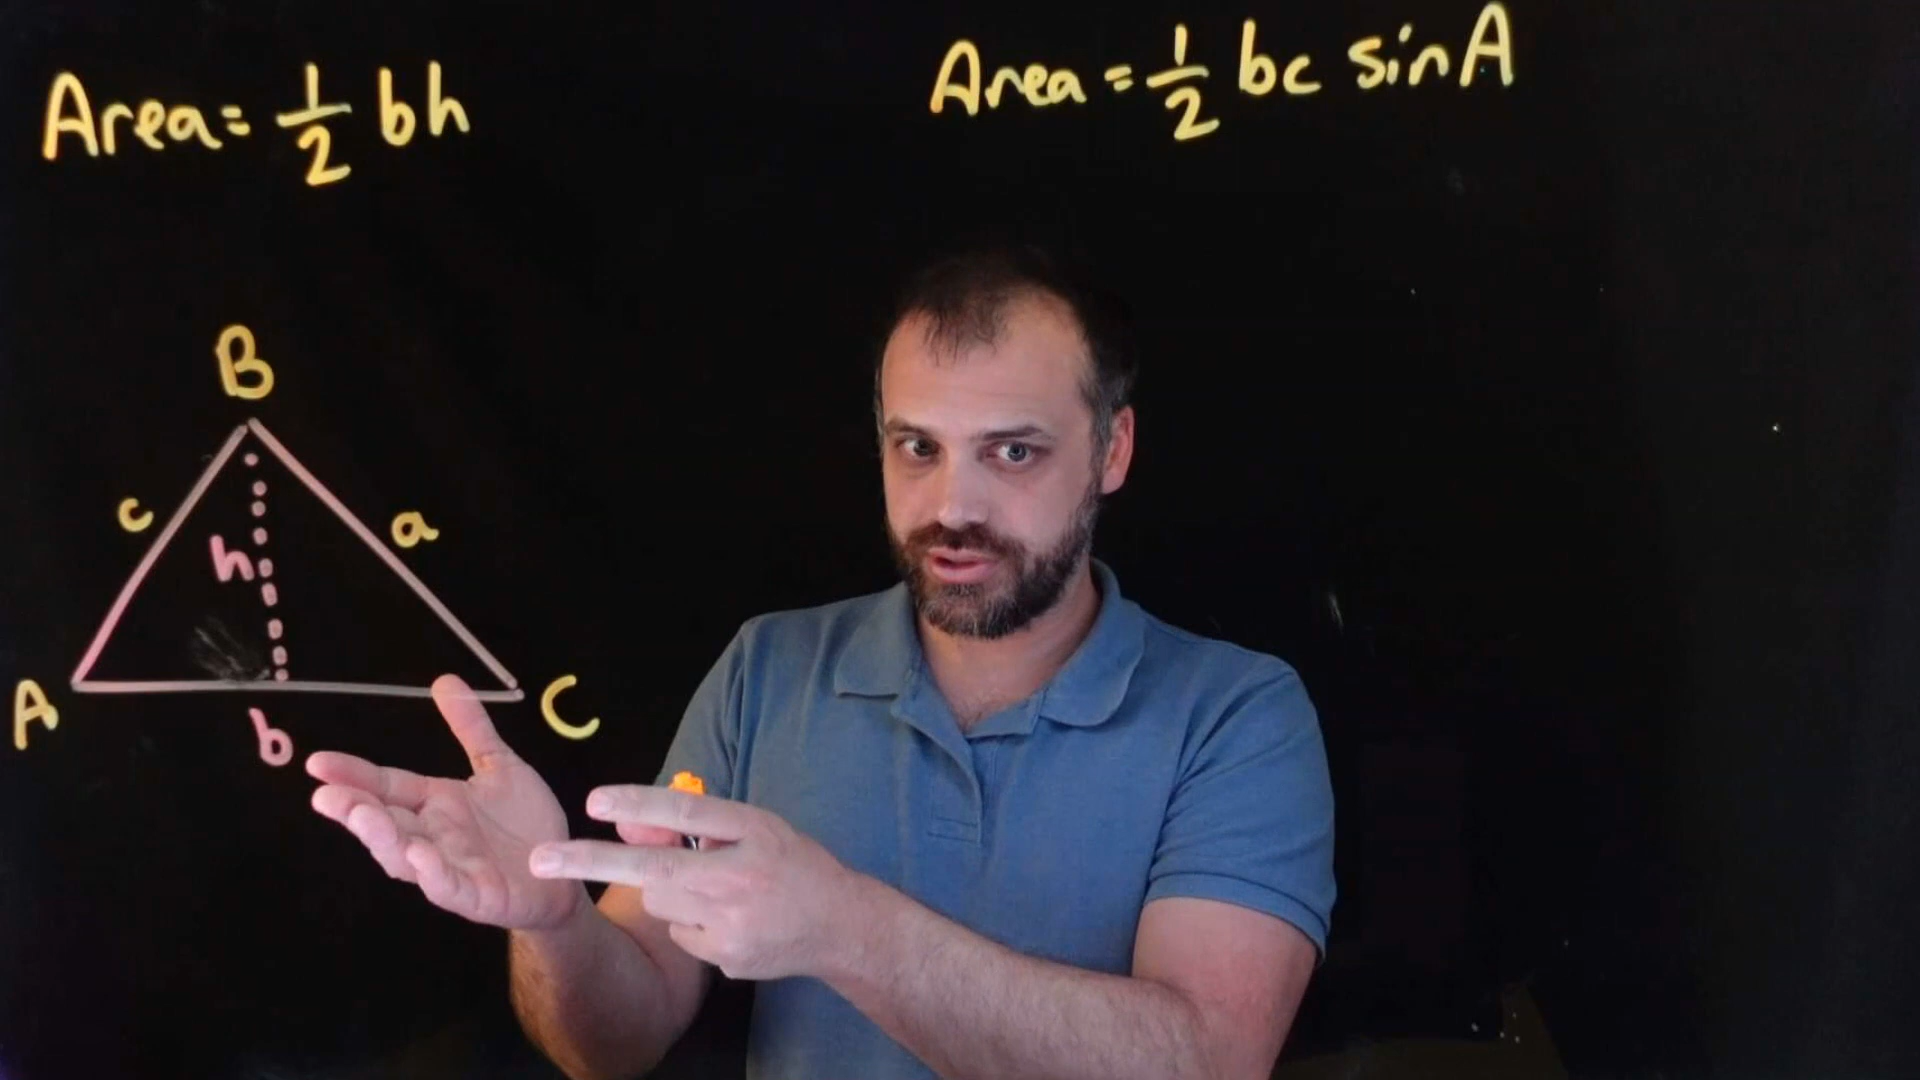 Area = 1/2 bh
Area = 1/2 bc sin A
B
c
a
h
A
C
b